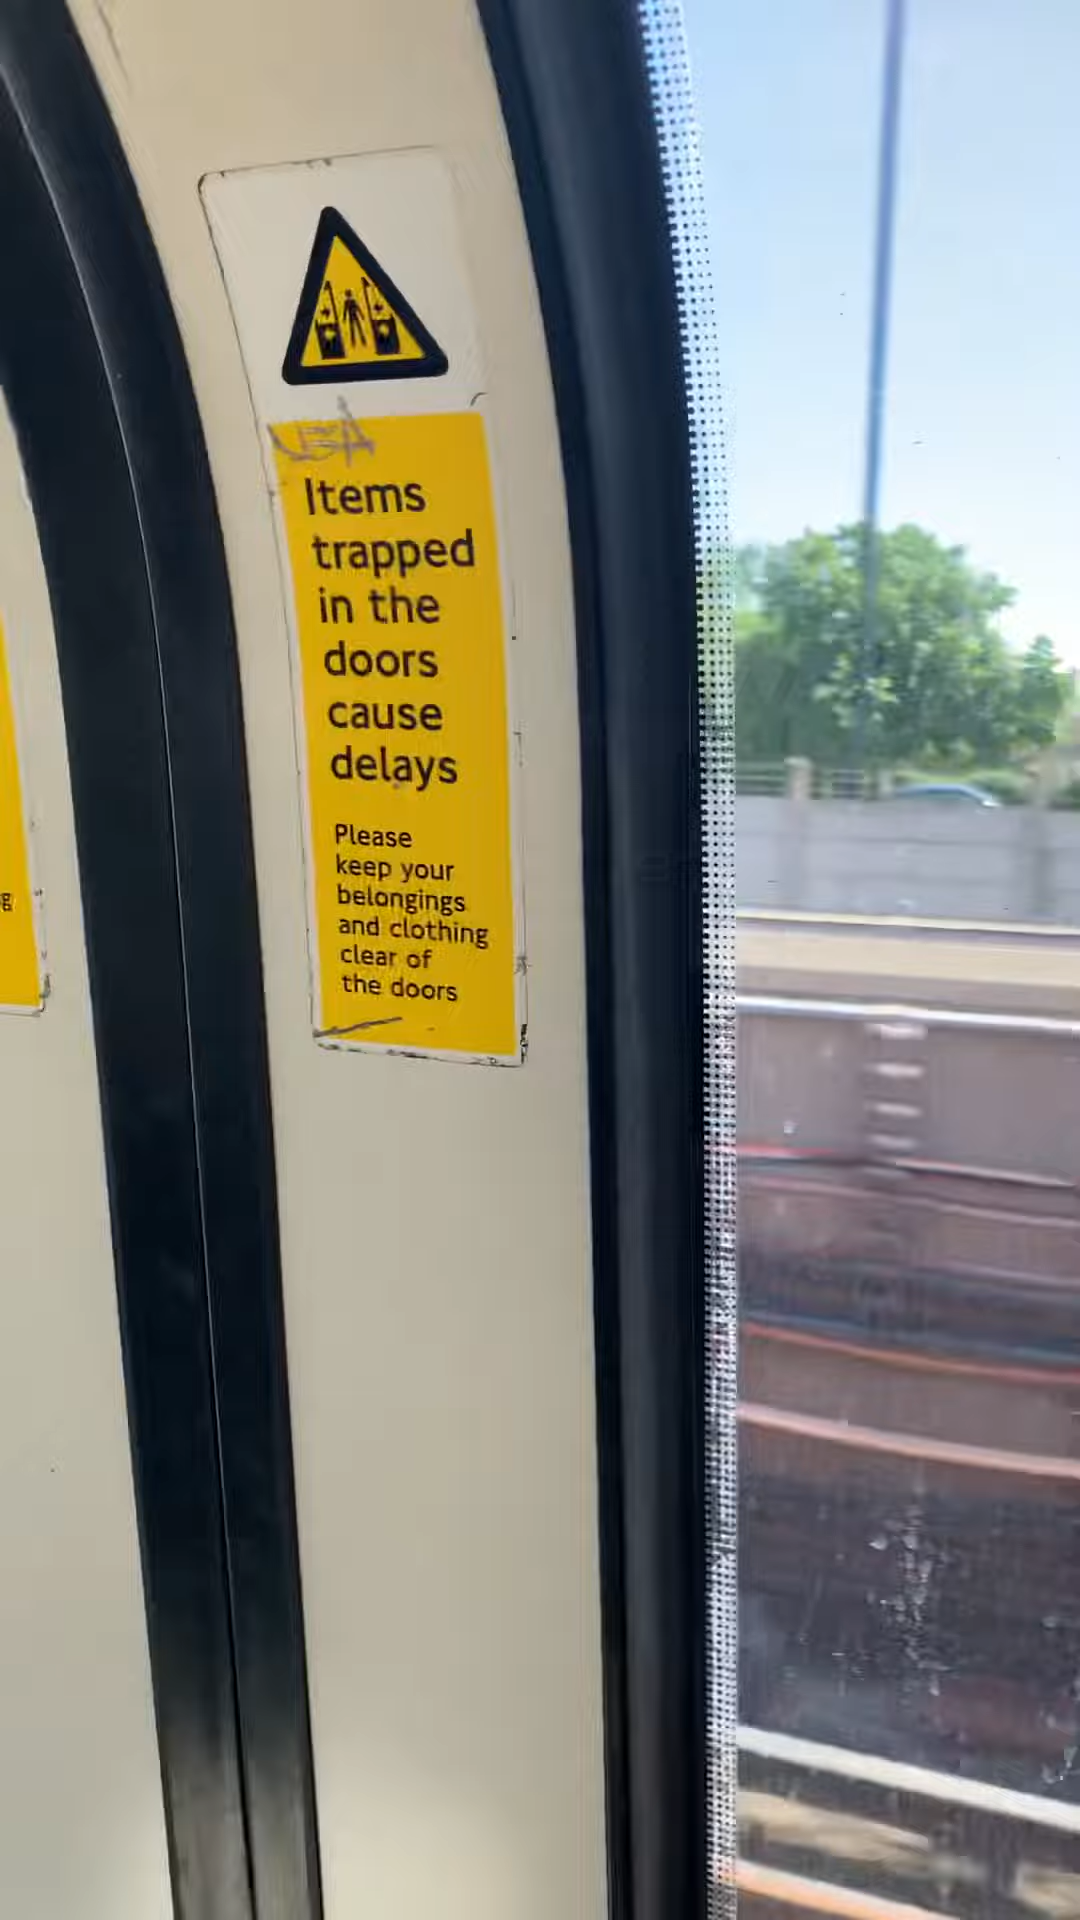 Items
trapped
in the
doors
cause
delays
Please
keep your
belongings
and clothing
clear of
the doors
g